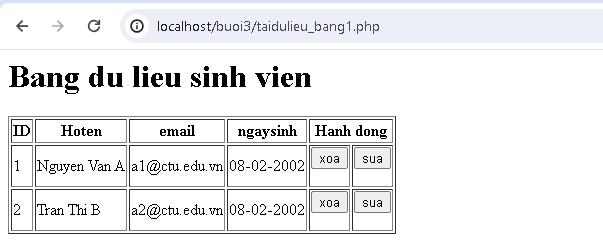 localhost/buoi3/taidulieu_bang1.php
Bang du lieu sinh vien
ID Hoten email ngaysinh Hanh dong
1 Nguyen Van A a1@ctu.edu.vn 08-02-2002 xoa sua
2 Tran Thi B a2@ctu.edu.vn 08-02-2002 xoa sua